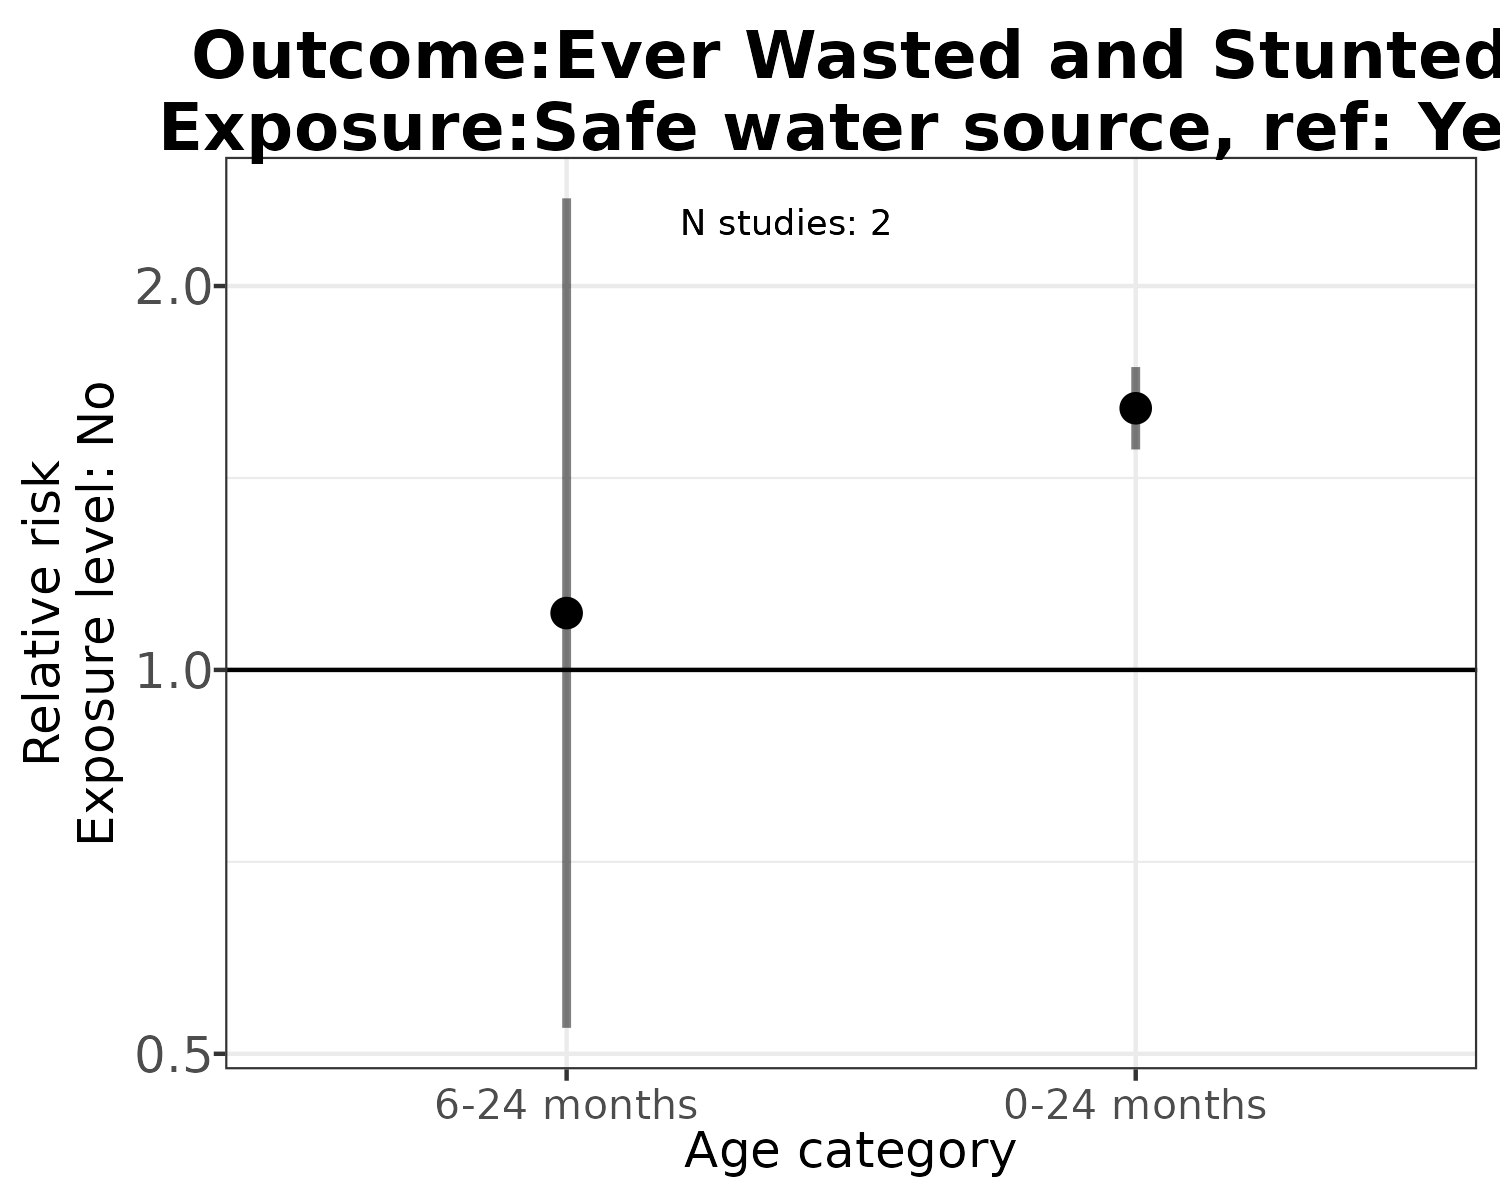 Outcome:Ever Wasted and Stunted
Exposure:Safe water source, ref: Ye
N studies: 2
Relative risk
Exposure level: No
2.0
1.0
0.5
6-24 months
0-24 months
Age category